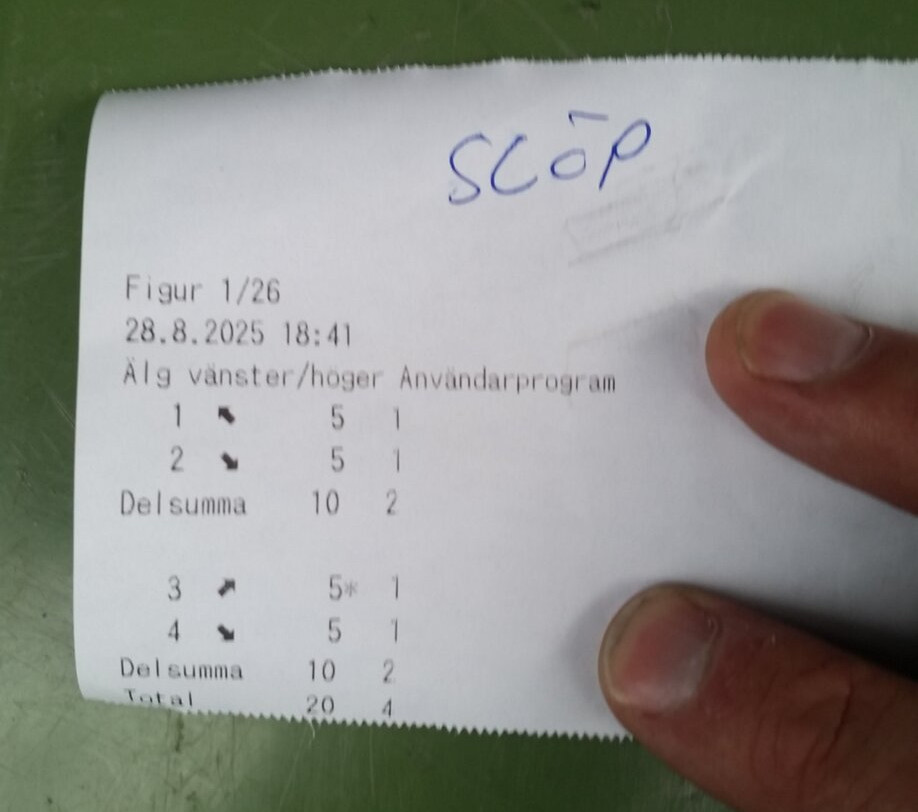 SLÖP
Figur 1/26
28.8.2025 18:41
Älg vänster/höger Användarprogram
1 ↖ 5 1
2 ↘ 5 1
Delsumma 10 2
3 ↗ 5* 1
4 ↘ 5 1
Delsumma 10 2
Total 20 4